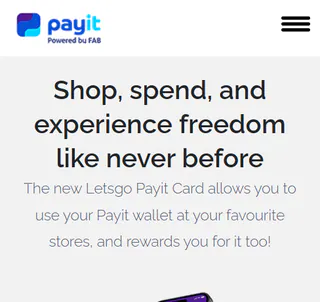 payit
Powered by FAB
Shop, spend, and
experience freedom
like never before
The new Letsgo Payit Card allows you to
use your Payit wallet at your favourite
stores, and rewards you for it too!